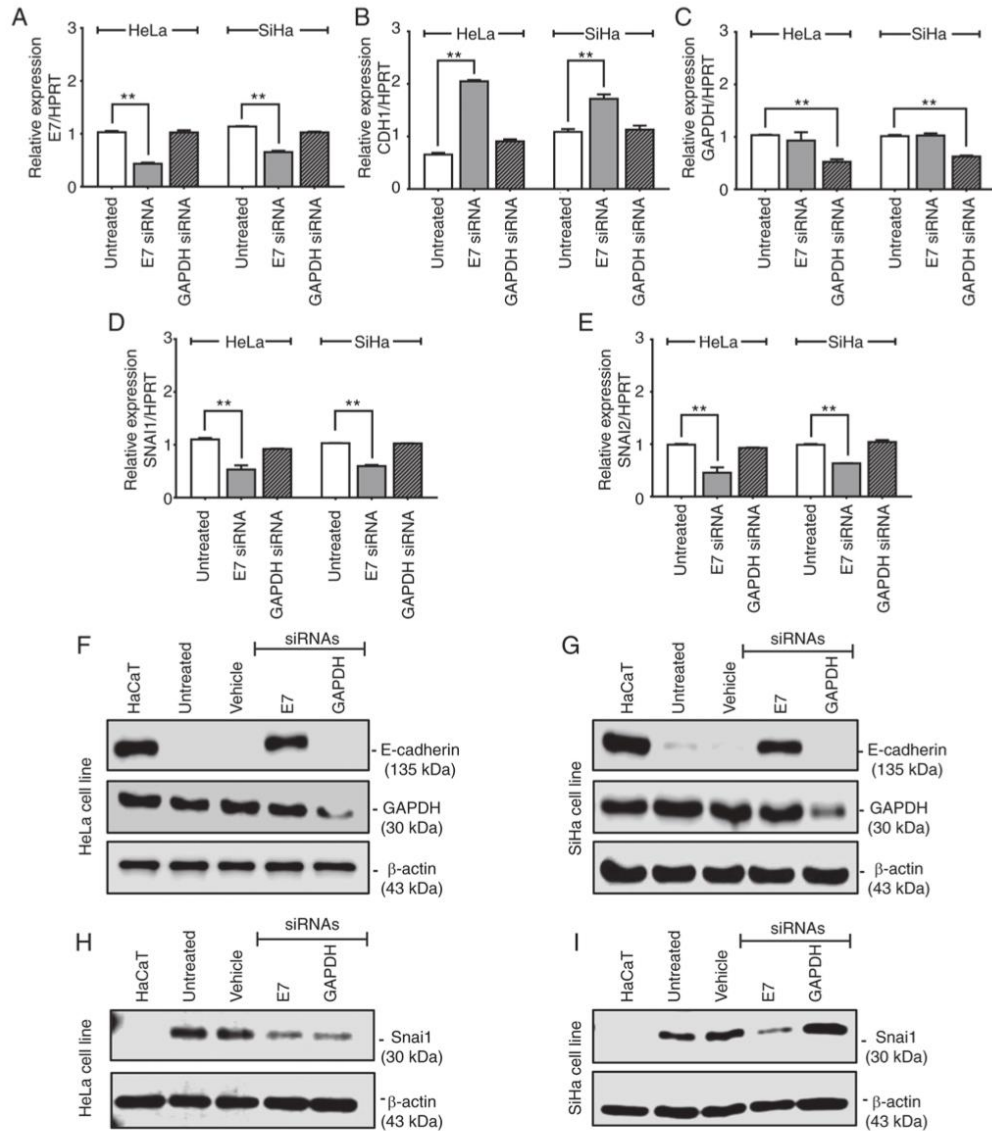 A
HeLa
SiHa
Relative expression
E7/HPRT
3
2
1
0
**
**
Untreated
E7 siRNA
GAPDH siRNA
Untreated
E7 siRNA
GAPDH siRNA
B
HeLa
SiHa
Relative expression
CDH1/HPRT
3
2
1
0
**
**
Untreated
E7 siRNA
GAPDH siRNA
Untreated
E7 siRNA
GAPDH siRNA
C
HeLa
SiHa
Relative expression
GAPDH/HPRT
3
2
1
0
**
**
Untreated
E7 siRNA
GAPDH siRNA
Untreated
E7 siRNA
GAPDH siRNA
D
HeLa
SiHa
Relative expression
SNAI1/HPRT
3
2
1
0
**
**
Untreated
E7 siRNA
GAPDH siRNA
Untreated
E7 siRNA
GAPDH siRNA
E
HeLa
SiHa
Relative expression
SNAI2/HPRT
3
2
1
0
**
**
Untreated
E7 siRNA
GAPDH siRNA
Untreated
E7 siRNA
GAPDH siRNA
F
siRNAs
HaCaT
Untreated
Vehicle
E7
GAPDH
HeLa cell line
- E-cadherin
(135 kDa)
- GAPDH
(30 kDa)
- β-actin
(43 kDa)
G
siRNAs
HaCaT
Untreated
Vehicle
E7
GAPDH
SiHa cell line
- E-cadherin
(135 kDa)
- GAPDH
(30 kDa)
- β-actin
(43 kDa)
H
siRNAs
HaCaT
Untreated
Vehicle
E7
GAPDH
HeLa cell line
- Snai1
(30 kDa)
- β-actin
(43 kDa)
I
siRNAs
HaCaT
Untreated
Vehicle
E7
GAPDH
SiHa cell line
- Snai1
(30 kDa)
- β-actin
(43 kDa)